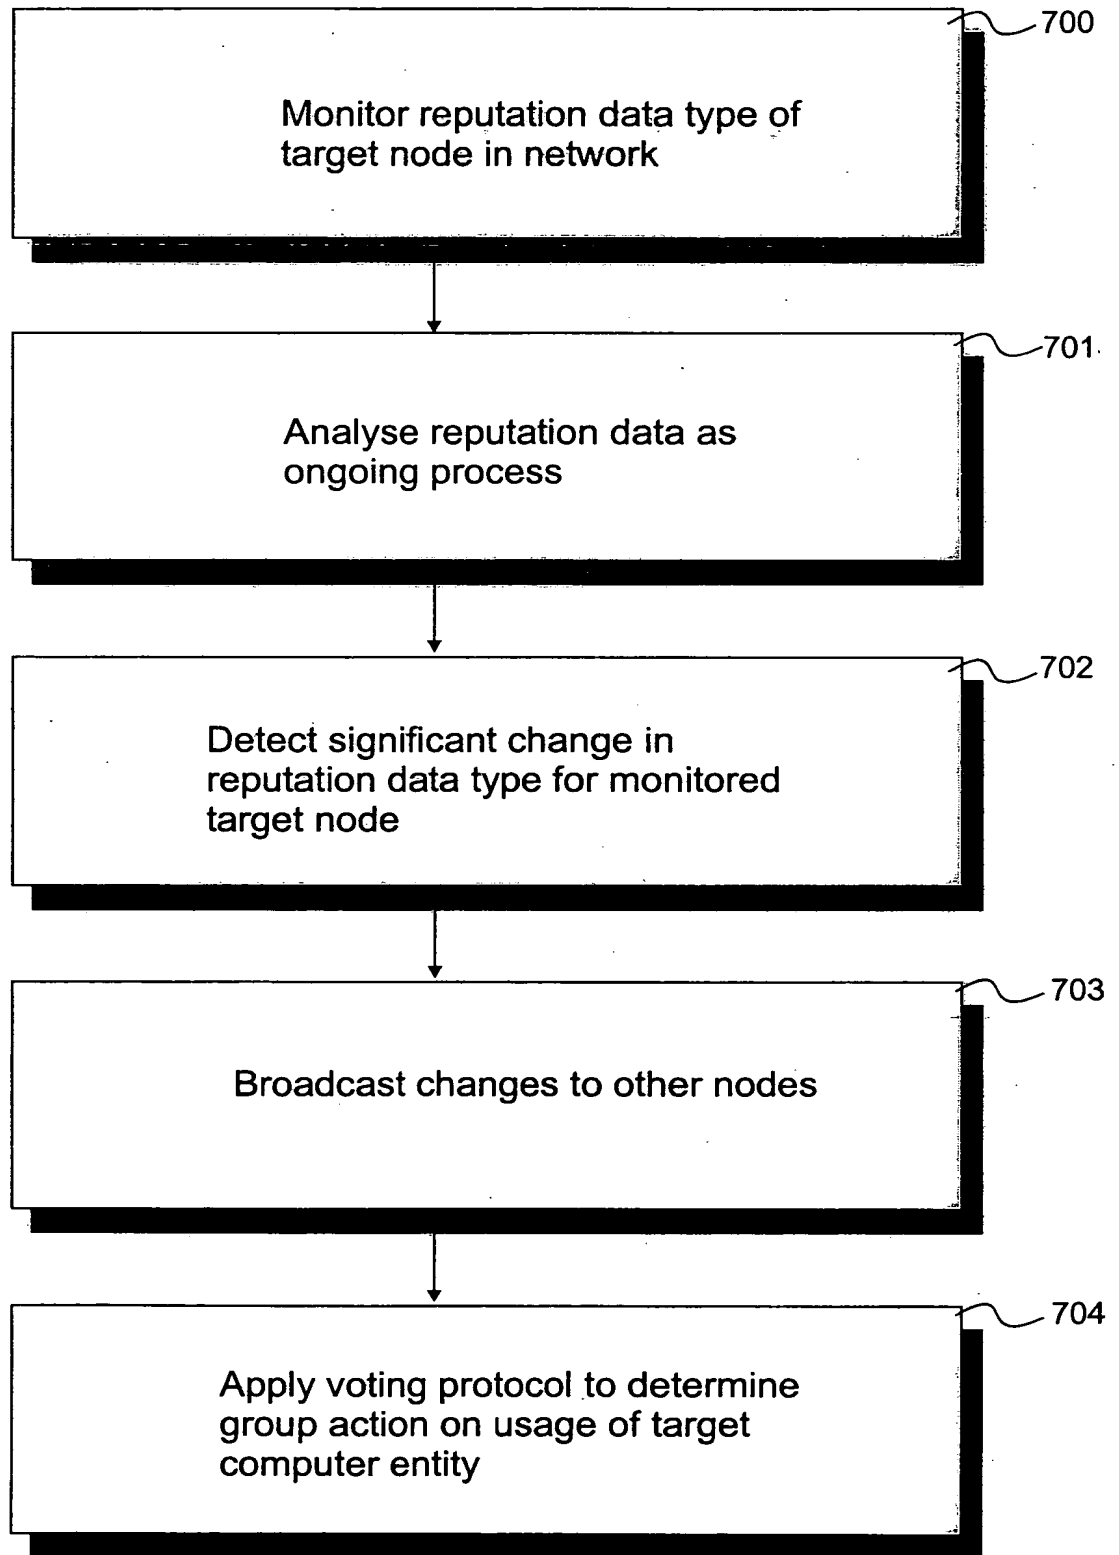 700
Monitor reputation data type of
target node in network
701
Analyse reputation data as
ongoing process
702
Detect significant change in
reputation data type for monitored
target node
703
Broadcast changes to other nodes
704
Apply voting protocol to determine
group action on usage of target
computer entity